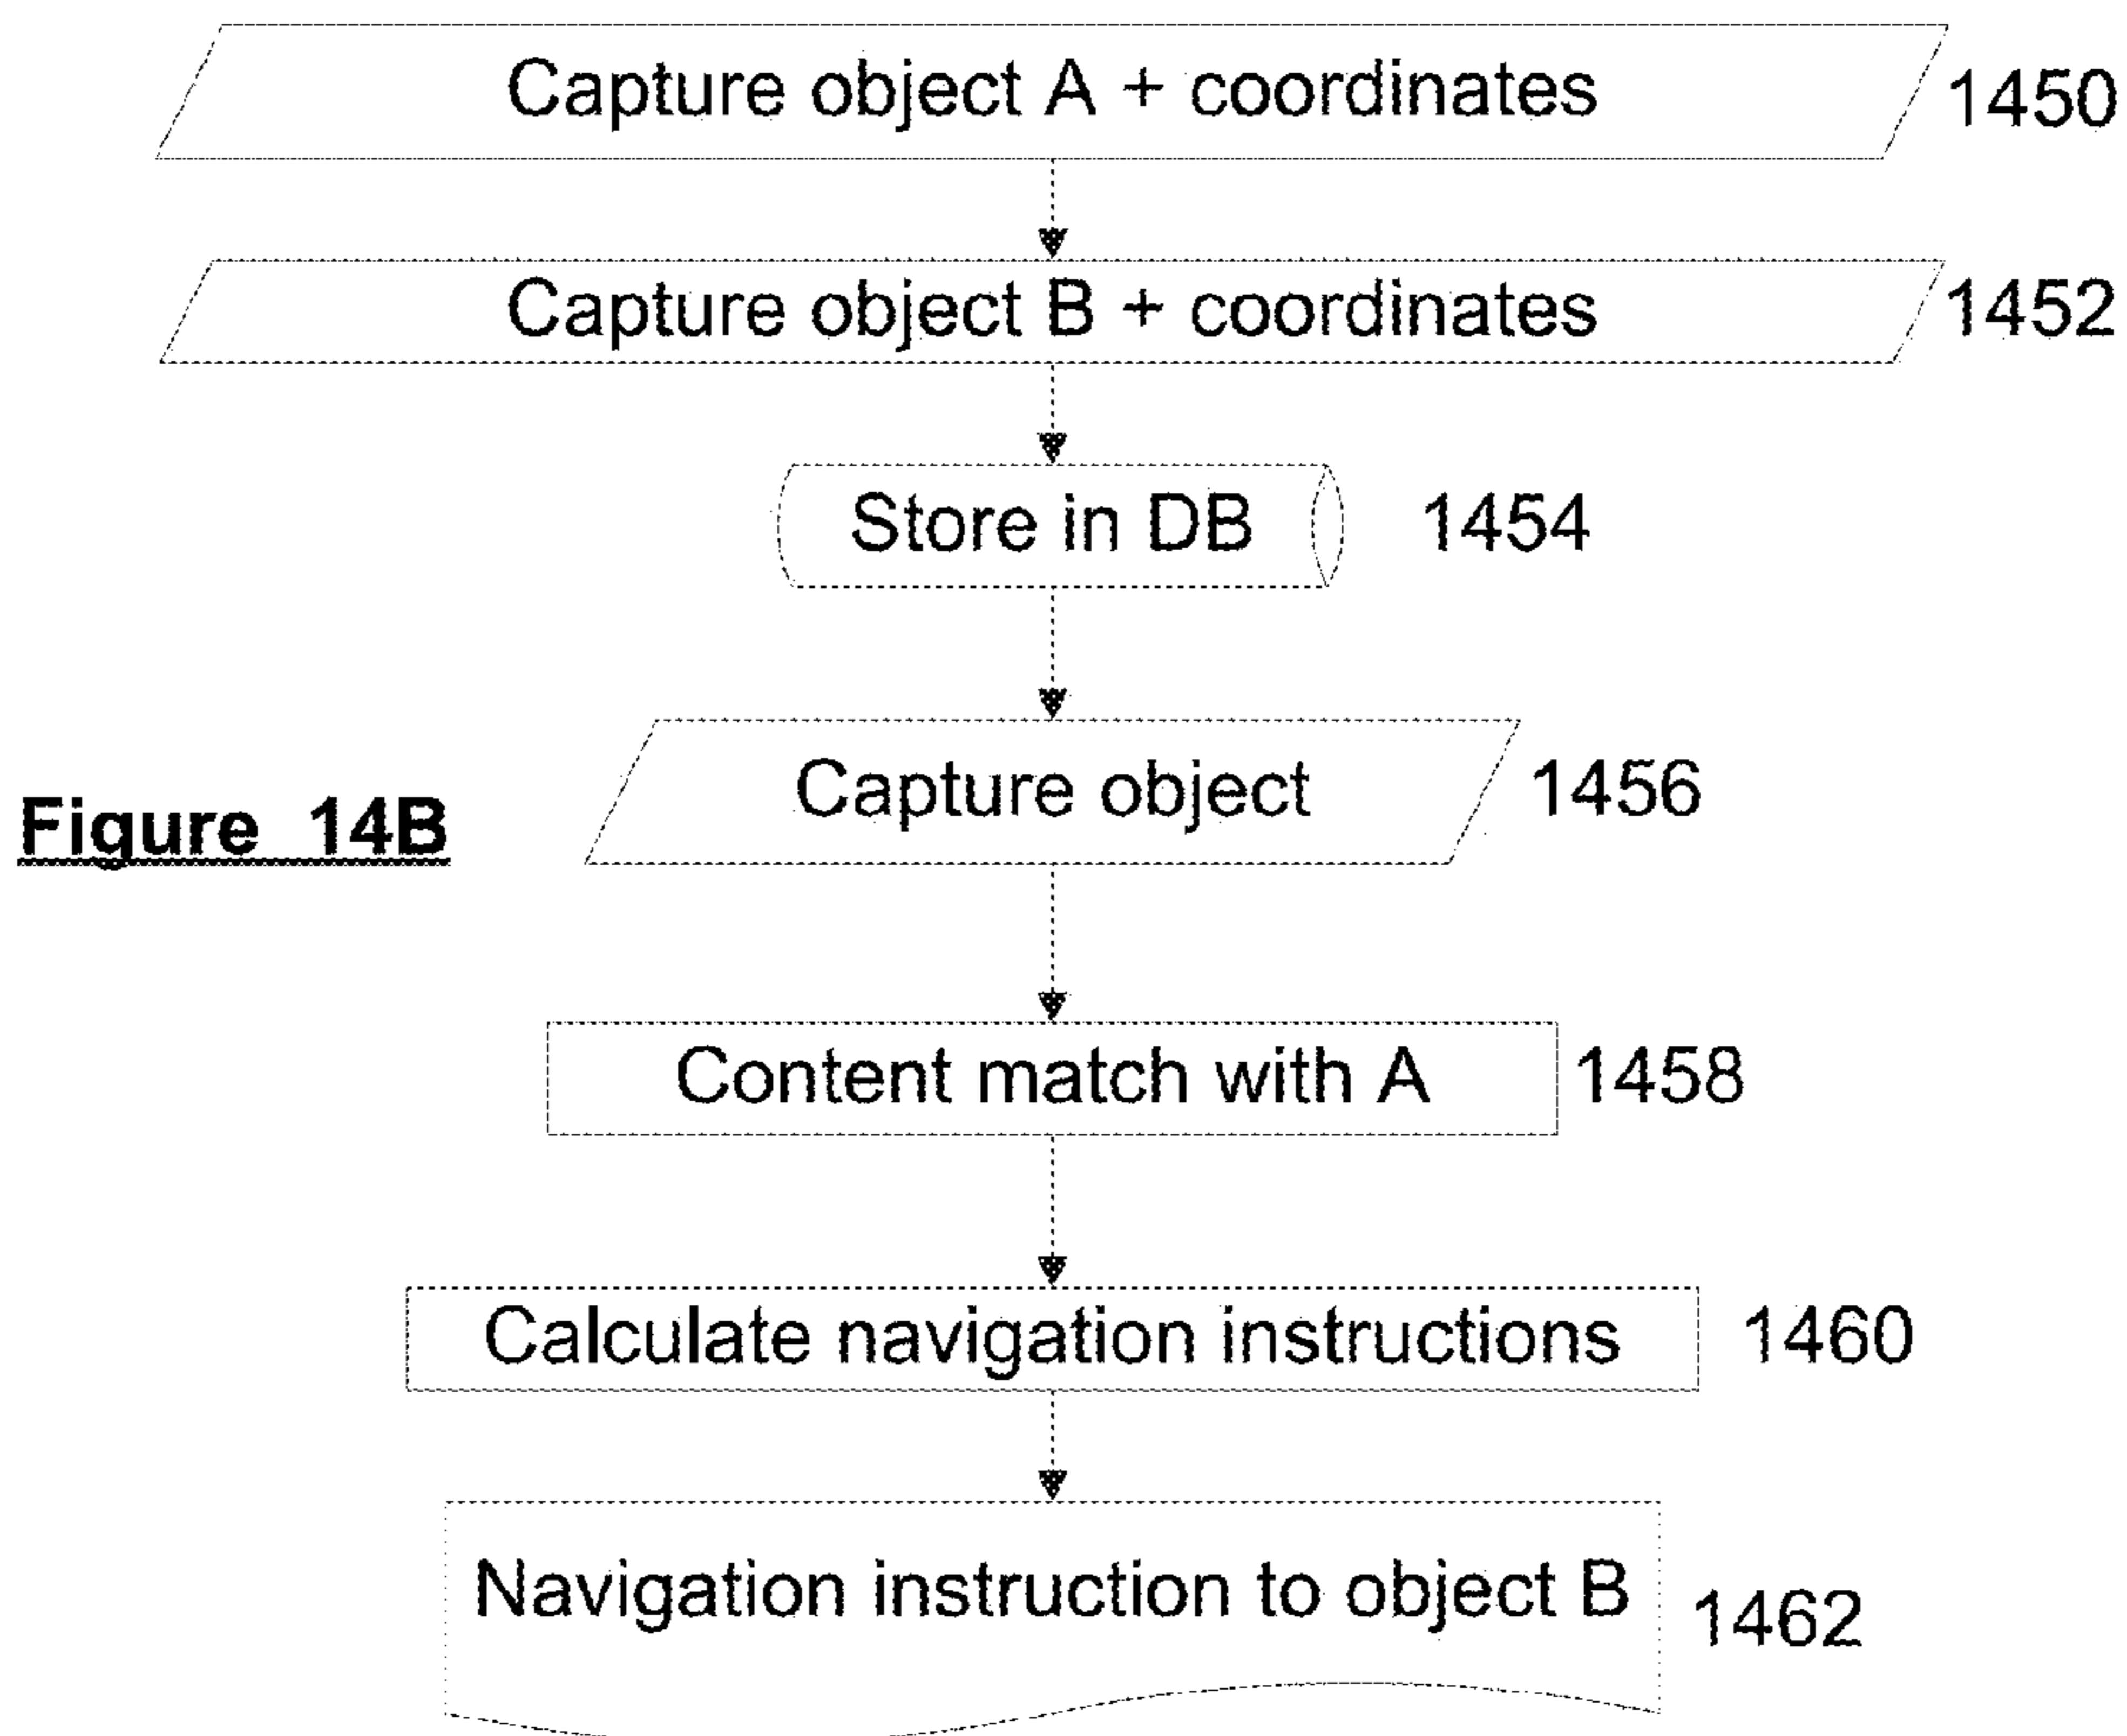 Capture object A + coordinates 1450
Capture object B + coordinates 1452
Store in DB 1454
Capture object 1456
Figure 14B
Content match with A 1458
Calculate navigation instructions 1460
Navigation instruction to object B 1462